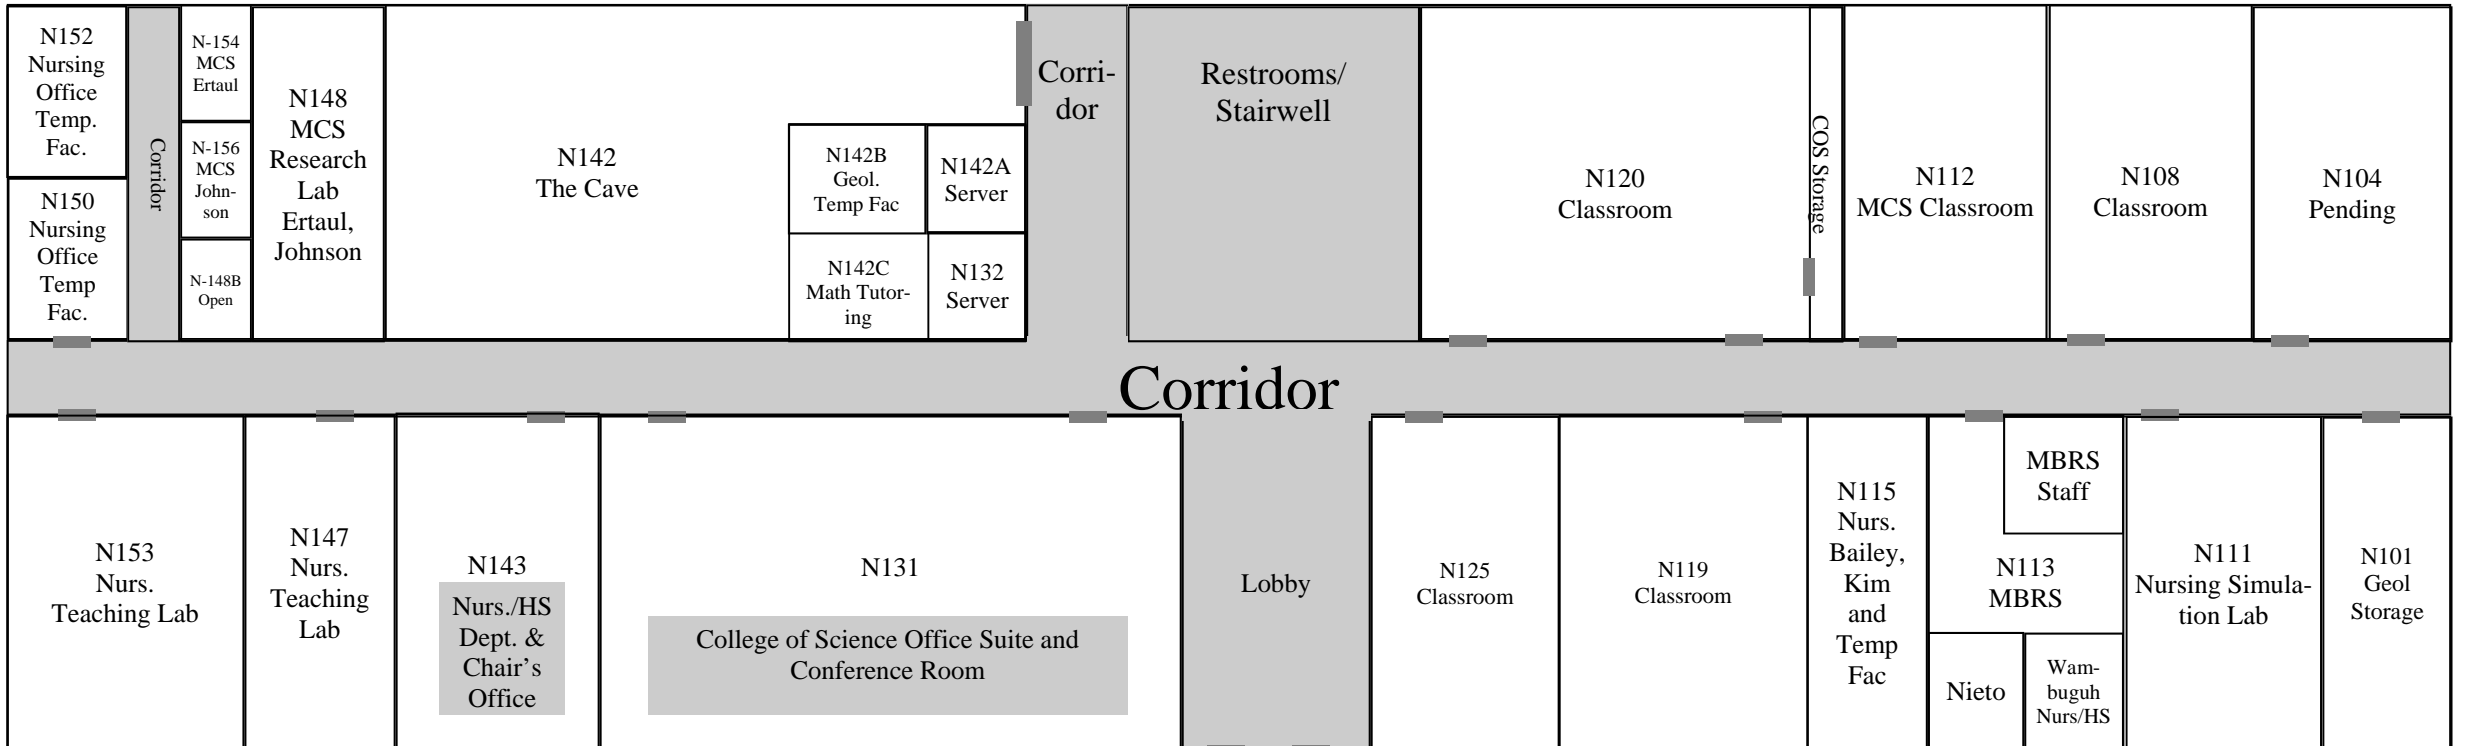 N152
Nursing
Office
Temp.
Fac.
N150
Nursing
Office
Temp
Fac.
Corridor
N-154
MCS
Ertaul
N-156
MCS
John-
son
N-148B
Open
N148
MCS
Research
Lab
Ertaul,
Johnson
N142
The Cave
N142B
Geol.
Temp Fac
N142A
Server
N142C
Math Tutor-
ing
N132
Server
Corri-
dor
Restrooms/
Stairwell
N120
Classroom
COS Storage
N112
MCS Classroom
N108
Classroom
N104
Pending
Corridor
N153
Nurs.
Teaching Lab
N147
Nurs.
Teaching
Lab
N143
Nurs./HS
Dept. &
Chair's
Office
N131
College of Science Office Suite and
Conference Room
Lobby
N125
Classroom
N119
Classroom
N115
Nurs.
Bailey,
Kim
and
Temp
Fac
MBRS
Staff
N113
MBRS
Nieto
Wam-
buguh
Nurs/HS
N111
Nursing Simula-
tion Lab
N101
Geol
Storage